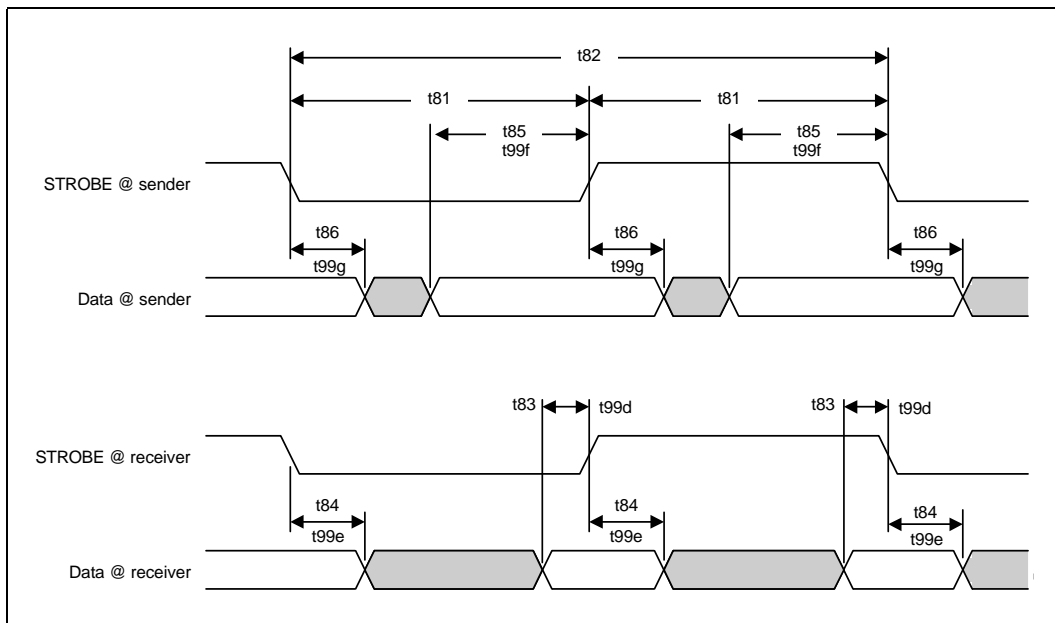 t82
t81 t81
t85 t85
t99f t99f
STROBE @ sender
t86 t86 t86
t99g t99g t99g
Data @ sender
t83 t99d t83 t99d
STROBE @ receiver
t84 t84 t84
t99e t99e t99e
Data @ receiver